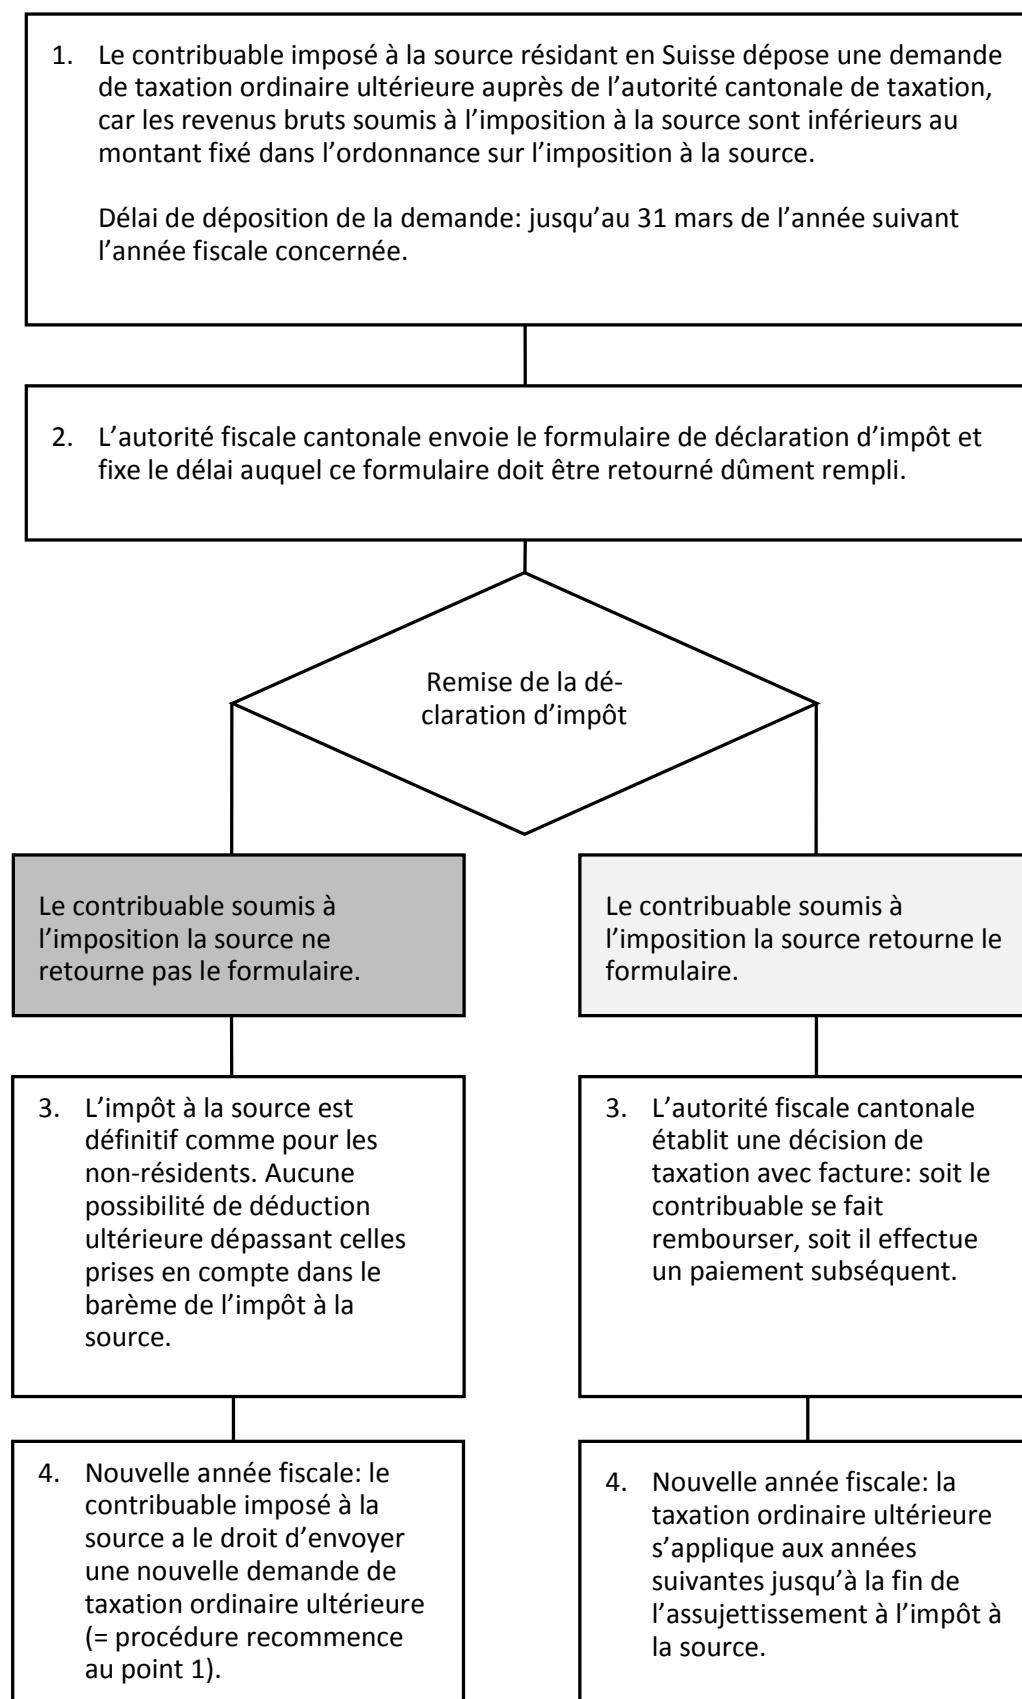 1. Le contribuable imposé à la source résidant en Suisse dépose une demande
de taxation ordinaire ultérieure auprès de l’autorité cantonale de taxation,
car les revenus bruts soumis à l’imposition à la source sont inférieurs au
montant fixé dans l’ordonnance sur l’imposition à la source.
Délai de déposition de la demande: jusqu’au 31 mars de l’année suivant
l’année fiscale concernée.
2. L’autorité fiscale cantonale envoie le formulaire de déclaration d’impôt et
fixe le délai auquel ce formulaire doit être retourné dûment rempli.
Remise de la dé-
claration d’impôt
Le contribuable soumis à
l’imposition la source ne
retourne pas le formulaire.
3. L’impôt à la source est
définitif comme pour les
non-résidents. Aucune
possibilité de déduction
ultérieure dépassant celles
prises en compte dans le
barème de l’impôt à la
source.
4. Nouvelle année fiscale: le
contribuable imposé à la
source a le droit d’envoyer
une nouvelle demande de
taxation ordinaire ultérieure
(= procédure recommence
au point 1).
Le contribuable soumis à
l’imposition la source retourne le
formulaire.
3. L’autorité fiscale cantonale
établit une décision de
taxation avec facture: soit le
contribuable se fait
rembourser, soit il effectue
un paiement subséquent.
4. Nouvelle année fiscale: la
taxation ordinaire ultérieure
s’applique aux années
suivantes jusqu’à la fin de
l’assujettissement à l’impôt à
la source.